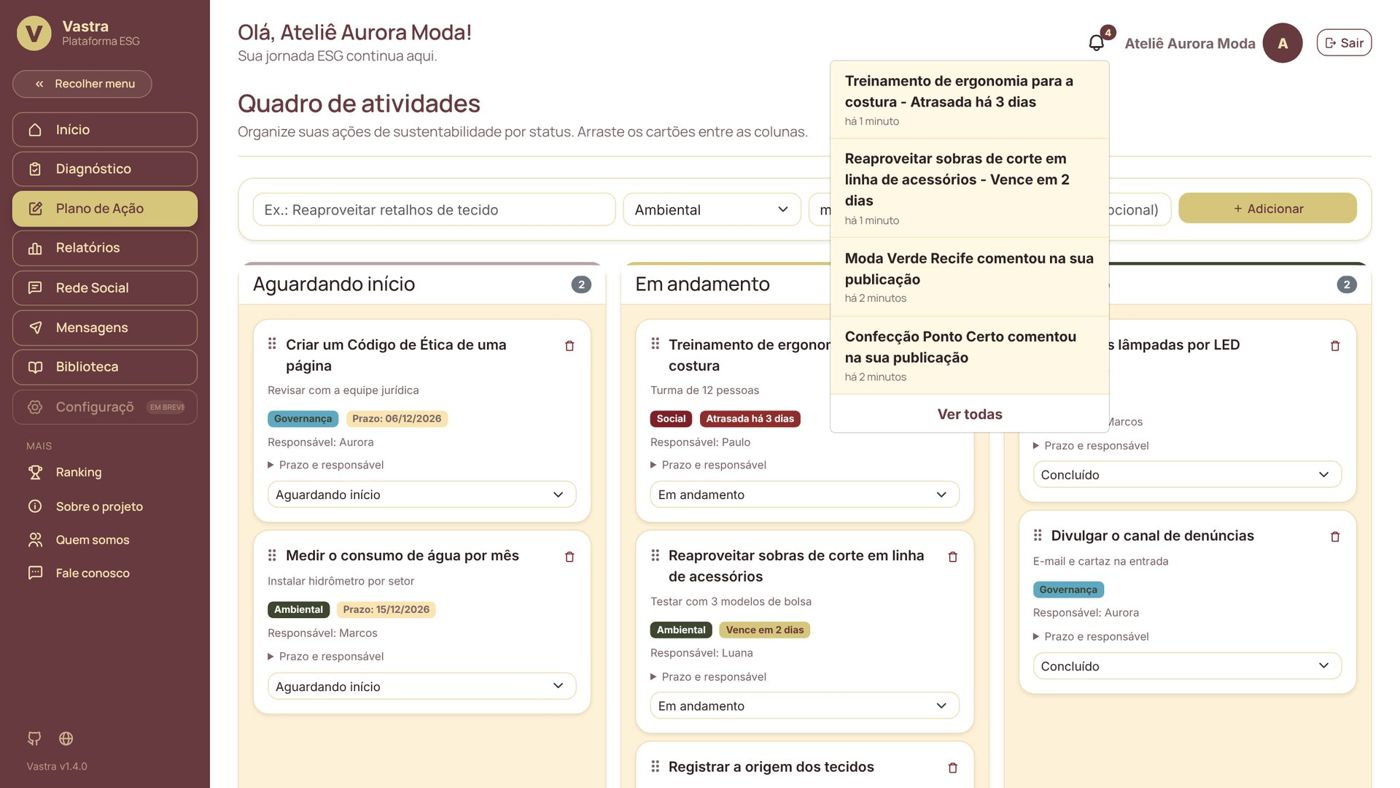 V
Vastra
Plataforma ESG
« Recolher menu
Início
Diagnóstico
Plano de Ação
Relatórios
Rede Social
Mensagens
Biblioteca
Configuraçõ
MAIS
Ranking
Sobre o projeto
Quem somos
Fale conosco
Vastra v1.4.0
Olá, Ateliê Aurora Moda!
Sua jornada ESG continua aqui.
4
Ateliê Aurora Moda
A
Sair
Quadro de atividades
Organize suas ações de sustentabilidade por status. Arraste os cartões entre as colunas.
Ex.: Reaproveitar retalhos de tecido
Ambiental
+ Adicionar
Treinamento de ergonomia para a
costura - Atrasada há 3 dias
há 1 minuto
Reaproveitar sobras de corte em
linha de acessórios - Vence em 2
dias
há 1 minuto
Moda Verde Recife comentou na sua
publicação
há 2 minutos
Confecção Ponto Certo comentou
na sua publicação
há 2 minutos
Ver todas
Aguardando início
2
Criar um Código de Ética de uma
página
Revisar com a equipe jurídica
Governança
Prazo: 06/12/2026
Responsável: Aurora
Prazo e responsável
Aguardando início
Medir o consumo de água por mês
Instalar hidrômetro por setor
Ambiental
Prazo: 15/12/2026
Responsável: Marcos
Prazo e responsável
Aguardando início
Em andamento
Treinamento de
costura
Turma de 12 pessoas
Social
Atrasada há 3 dias
Responsável: Paulo
Prazo e responsável
Em andamento
Reaproveitar sobras de corte em linha
de acessórios
Testar com 3 modelos de bolsa
Ambiental
Vence em 2 dias
Responsável: Luana
Prazo e responsável
Em andamento
Registrar a origem dos tecidos
2
lâmpadas por LED
Marcos
Prazo e responsável
Concluído
Divulgar o canal de denúncias
E-mail e cartaz na entrada
Governança
Responsável: Aurora
Prazo e responsável
Concluído